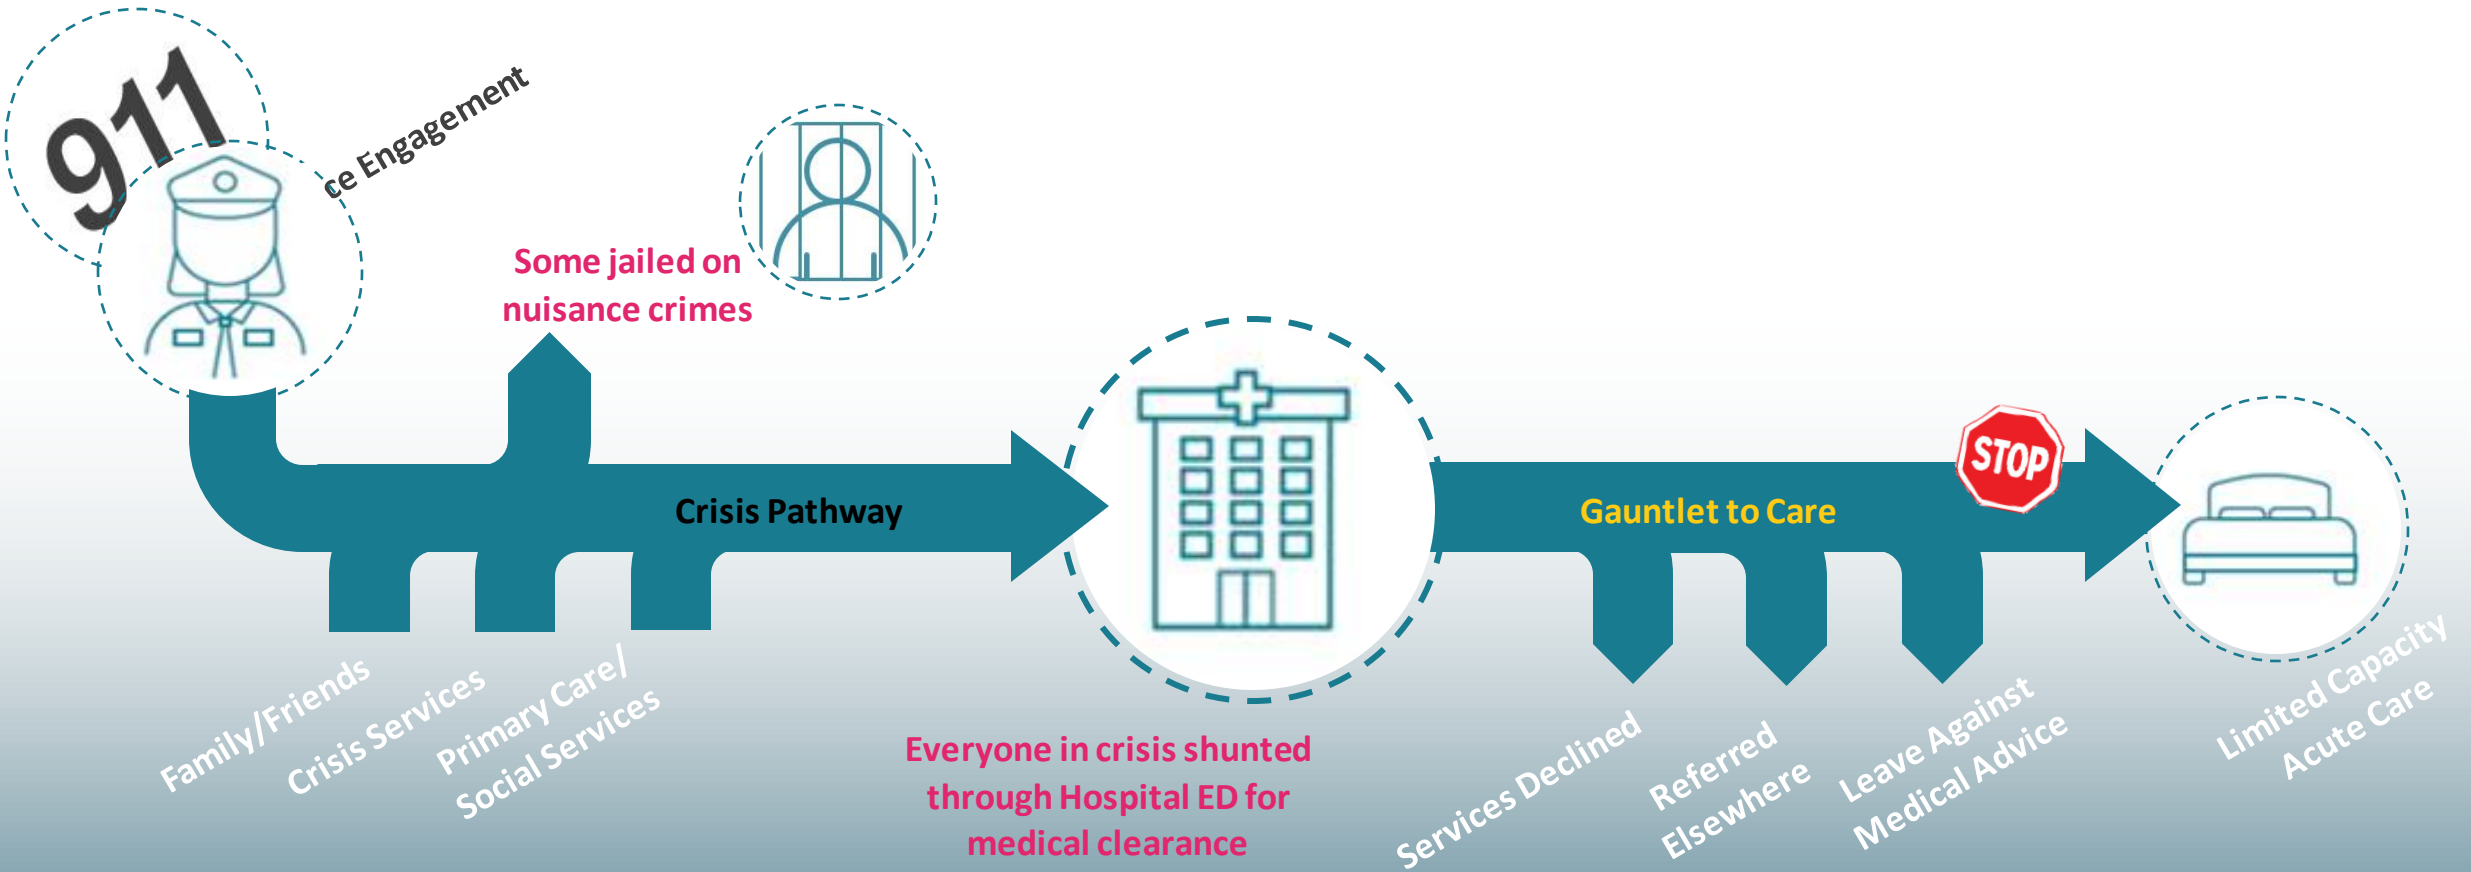 911
ce Engagement
Some jailed on
nuisance crimes
Crisis Pathway
Gauntlet to Care
STOP
Family/Friends
Crisis Services
Primary Care/
Social Services
Everyone in crisis shunted
through Hospital ED for
medical clearance
Services Declined
Referred
Elsewhere
Leave Against
Medical Advice
Limited Capacity
Acute Care